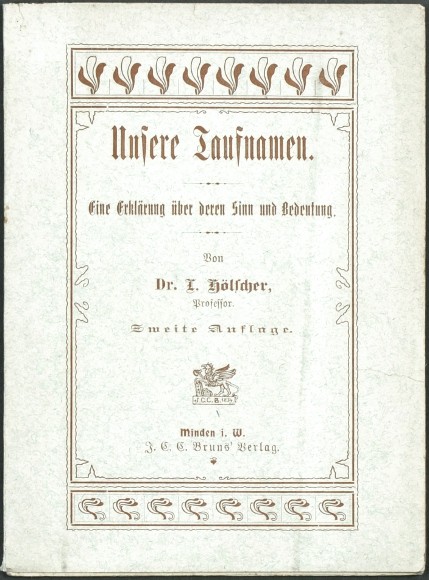 Unsere Taufnamen.
Eine Erklärung über deren Sinn und Bedeutung.
Von
Dr. L. Hölscher,
Professor.
Zweite Auflage.
J.C.C.B.
Minden i. W.
J. C. C. Bruns' Verlag.